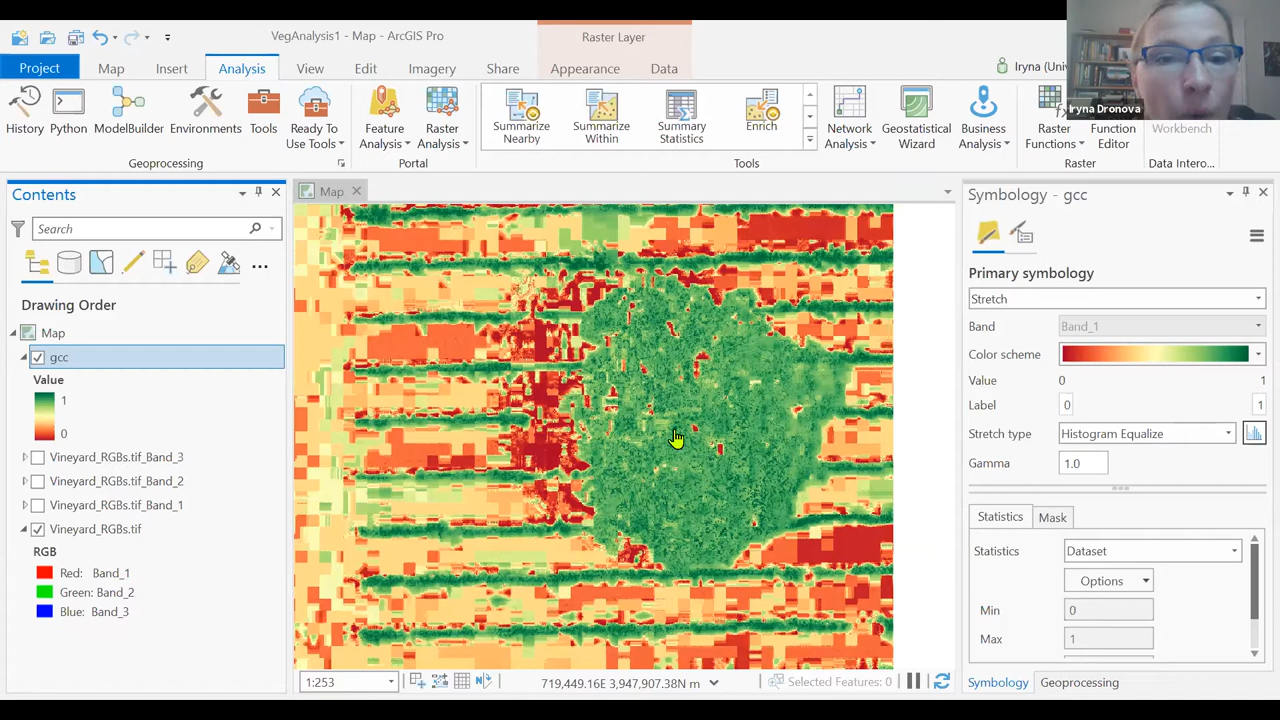 VegAnalysis1 - Map - ArcGIS Pro
Raster Layer
Project
Map
Insert
Analysis
View
Edit
Imagery
Share
Appearance
Data
Iryna (Univ
Iryna Dronova
History
Python
ModelBuilder
Environments
Tools
Ready To
Use Tools
Feature
Analysis
Raster
Analysis
Summarize
Nearby
Summarize
Within
Summary
Statistics
Enrich
Network
Analysis
Geostatistical
Wizard
Business
Analysis
Raster
Functions
Function
Editor
Workbench
Geoprocessing
Portal
Tools
Raster
Data Intero...
Contents
Search
Drawing Order
Map
gcc
Value
1
0
Vineyard_RGBs.tif_Band_3
Vineyard_RGBs.tif_Band_2
Vineyard_RGBs.tif_Band_1
Vineyard_RGBs.tif
RGB
Red: Band_1
Green: Band_2
Blue: Band_3
Map
1:253
719,449.16E 3,947,907.38N m
Selected Features: 0
Symbology - gcc
Primary symbology
Stretch
Band Band_1
Color scheme
Value 0 1
Label 0 1
Stretch type Histogram Equalize
Gamma 1.0
Statistics Mask
Statistics Dataset
Options
Min 0
Max 1
Symbology Geoprocessing